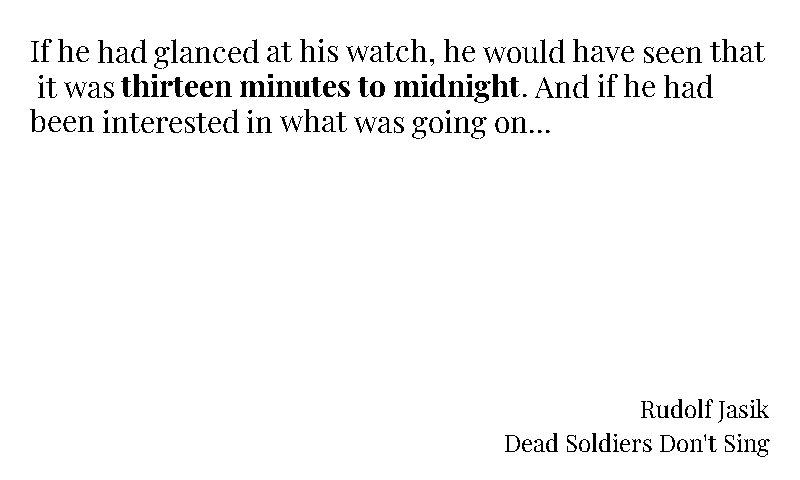 If he had glanced at his watch, he would have seen that
it was thirteen minutes to midnight. And if he had
been interested in what was going on...
Rudolf Jasik
Dead Soldiers Don't Sing